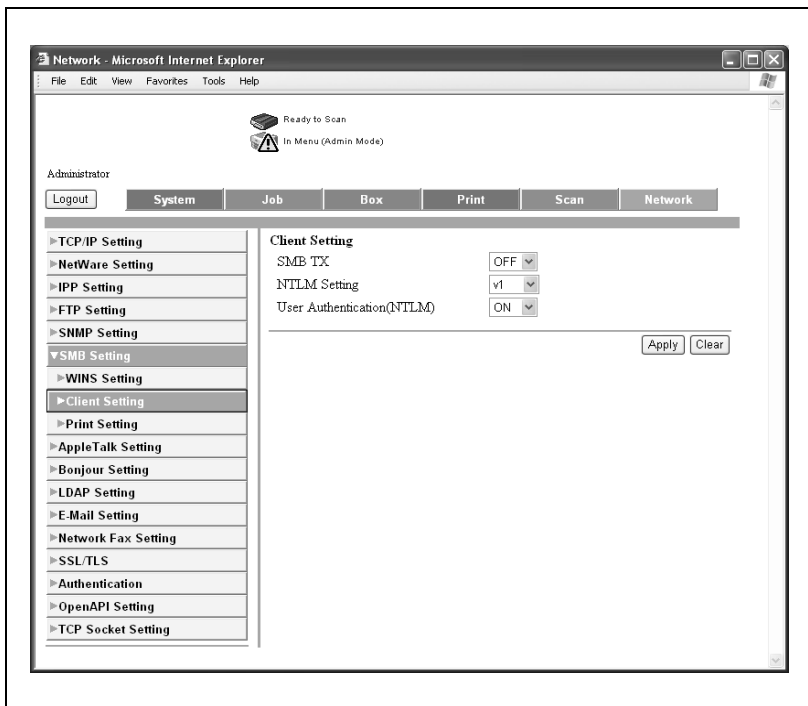 Network - Microsoft Internet Explorer
File Edit View Favorites Tools Help
Ready to Scan
In Menu (Admin Mode)
Administrator
Logout System Job Box Print Scan Network
TCP/IP Setting
NetWare Setting
IPP Setting
FTP Setting
SNMP Setting
SMB Setting
WINS Setting
Client Setting
Print Setting
AppleTalk Setting
Bonjour Setting
LDAP Setting
E-Mail Setting
Network Fax Setting
SSL/TLS
Authentication
OpenAPI Setting
TCP Socket Setting
Client Setting
SMB TX OFF
NTLM Setting v1
User Authentication(NTLM) ON
Apply Clear